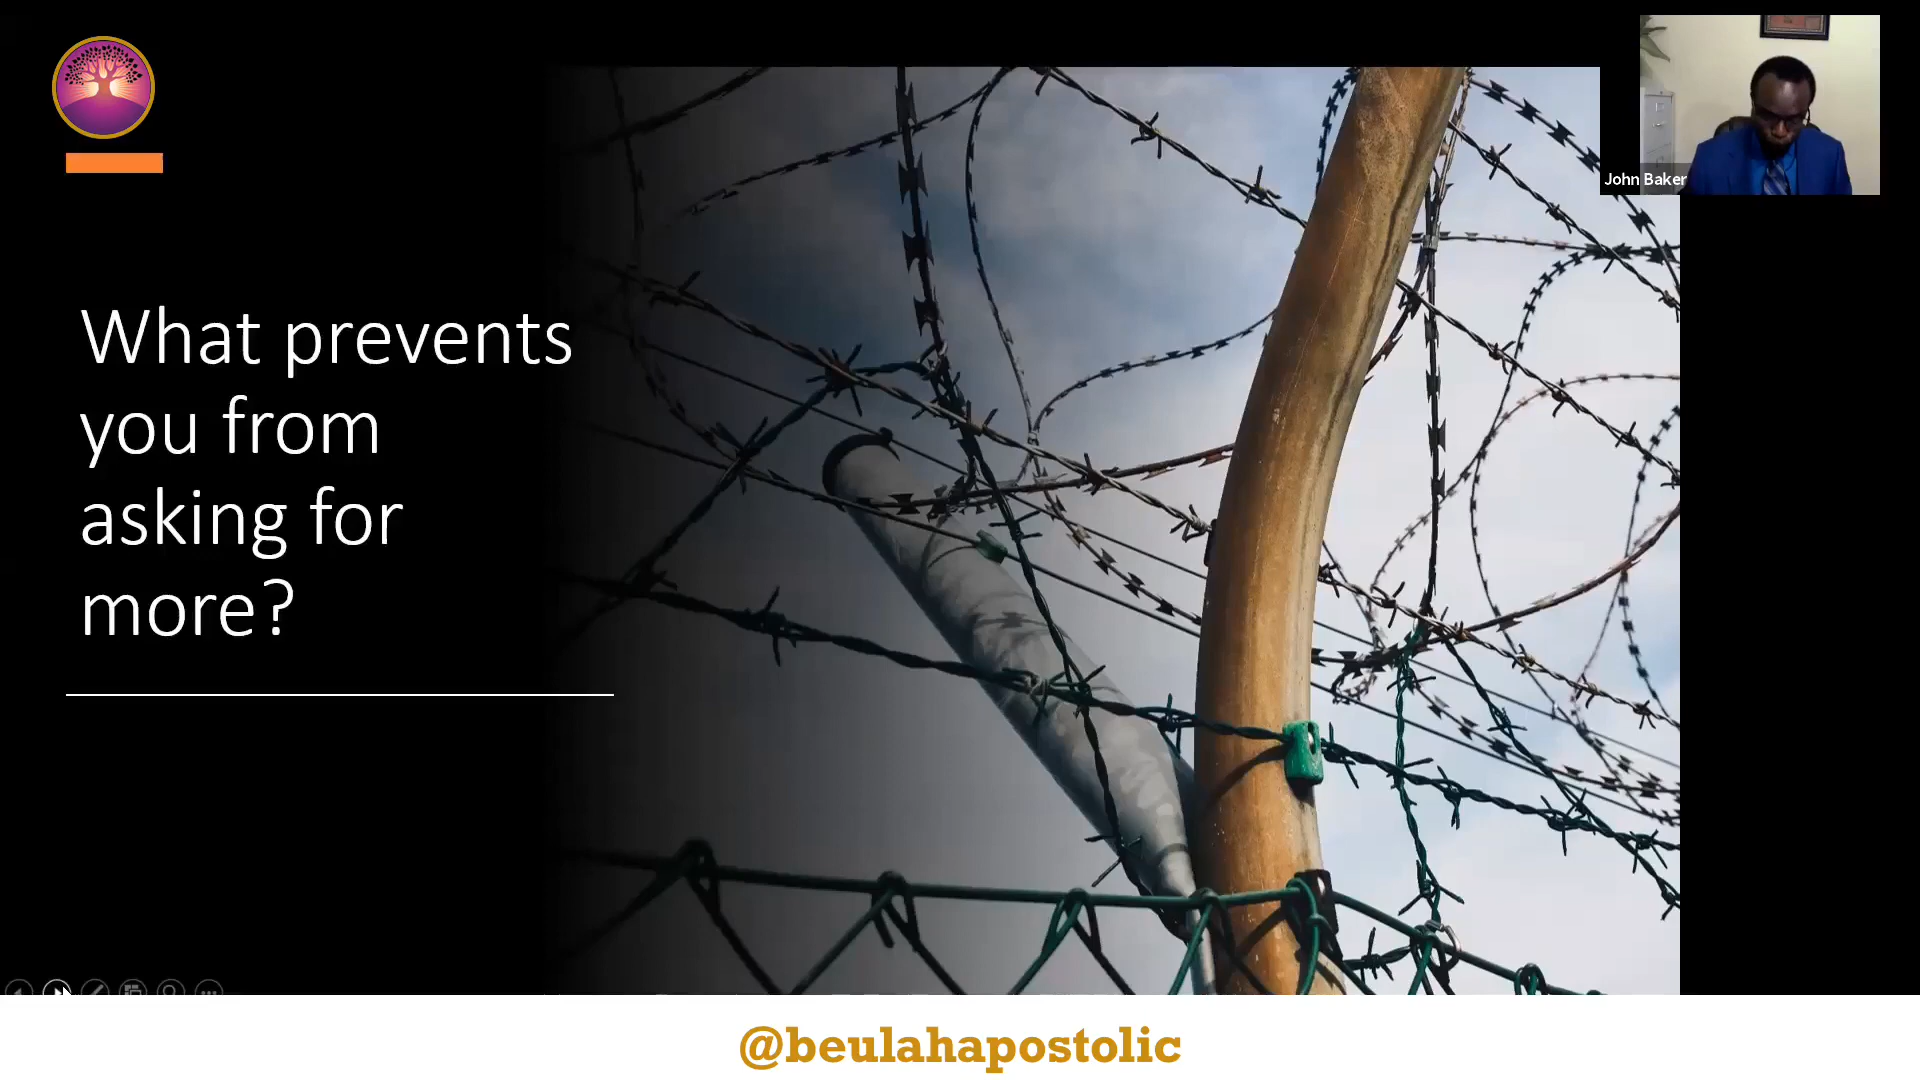 What prevents
you from
asking for
more?
John Baker
@beulahapostolic